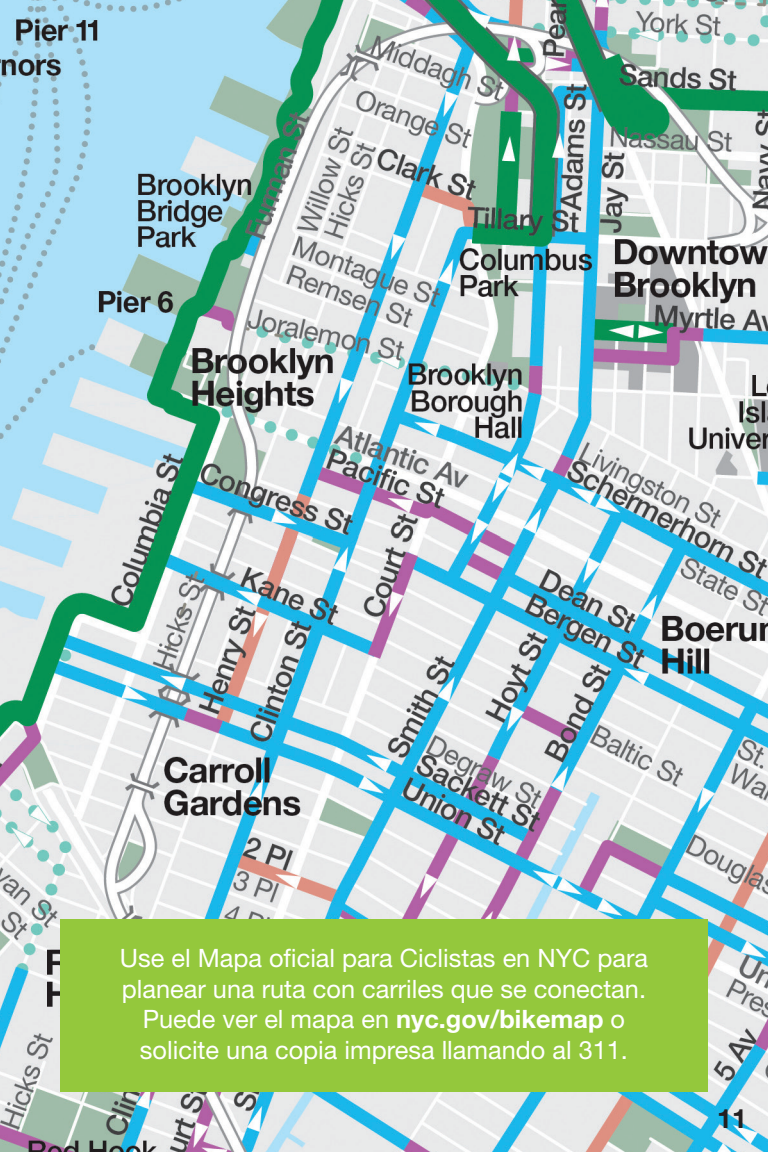 Pier 11
nors
York St
Sands St
Middagh St
Orange St
Nassau St
Adams St
Jay St
Furman St
Willow St
Hicks St
Clark St
Brooklyn
Bridge
Park
Tillary St
Montague St
Remsen St
Columbus
Park
Downtow
Brooklyn
Pier 6
Joralemon St
Myrtle Av
Brooklyn
Heights
Brooklyn
Borough
Hall
Isl
Univer
Atlantic Av
Pacific St
Livingston St
Schermerhorn St
Congress St
Columbia St
Court St
State St
Kane St
Dean St
Bergen St
Hicks St
Henry St
Clinton St
Boerum
Hill
Smith St
Hoyt St
Bond St
Baltic St
Degraw St
Sackett St
Union St
St.
Carroll
Gardens
2 Pl
3 Pl
Douglas
Use el Mapa oficial para Ciclistas en NYC para
planear una ruta con carriles que se conectan.
Puede ver el mapa en nyc.gov/bikemap o
solicite una copia impresa llamando al 311.
5 Av
Hicks St
Red Hook
11